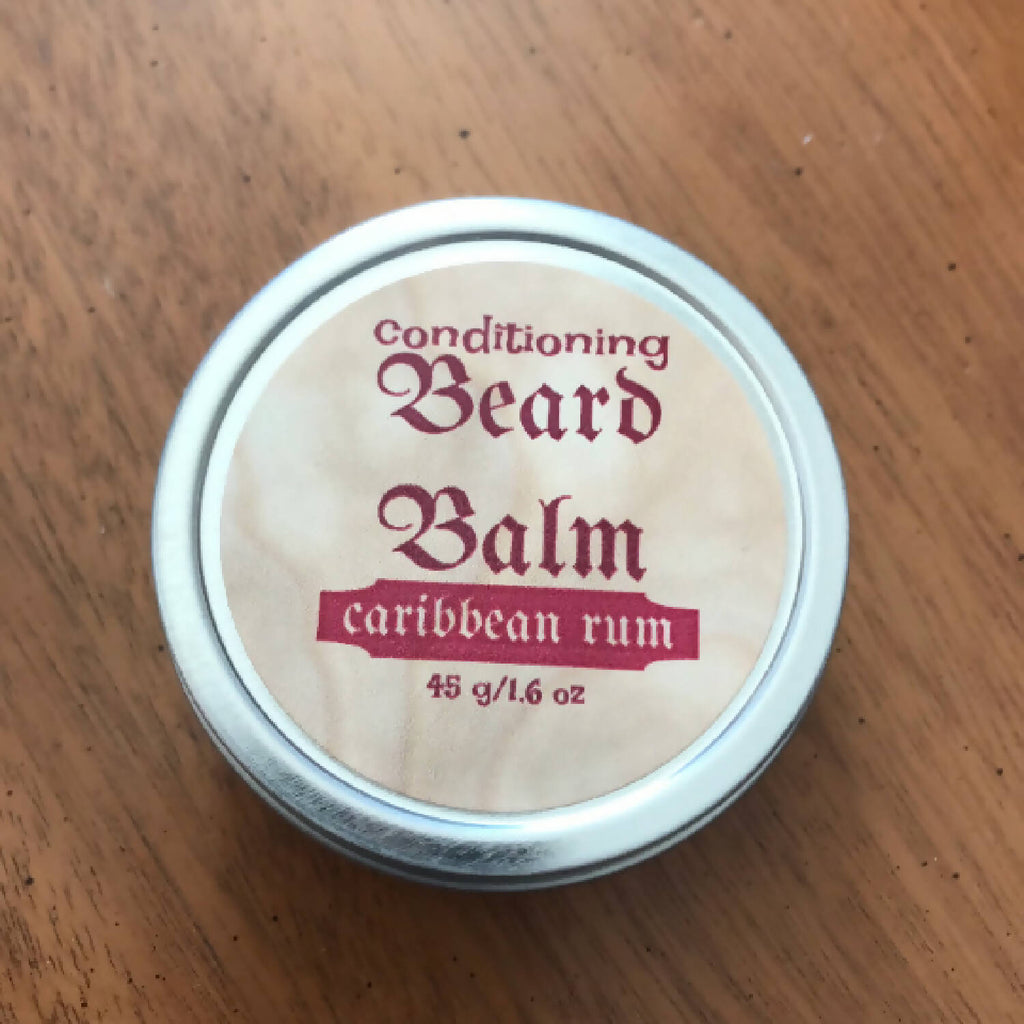 conditioning
Beard
Balm
caribbean rum
45 g/1.6 oz